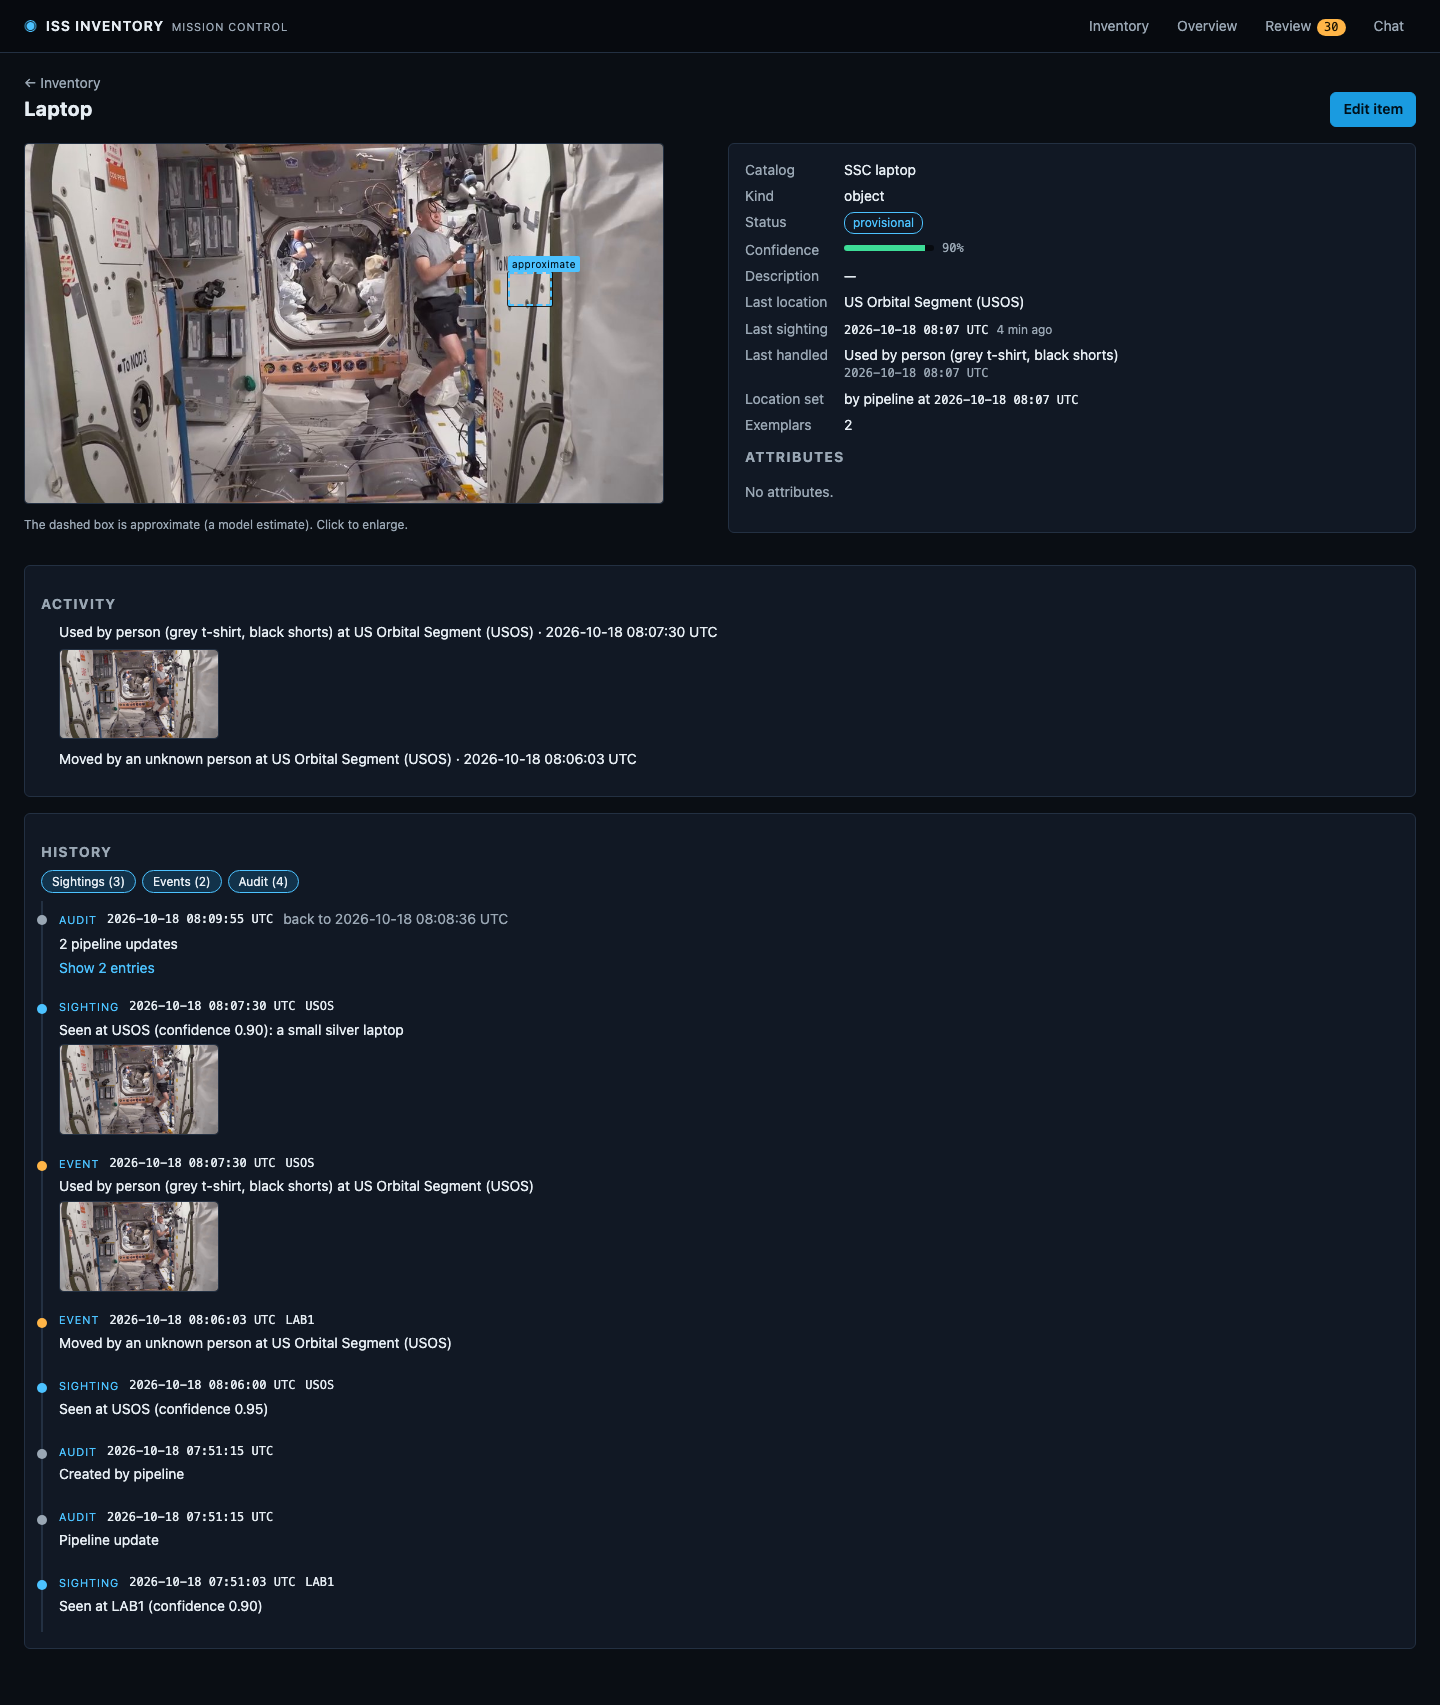 ISS INVENTORY MISSION CONTROL
Inventory
Overview
Review 30
Chat
← Inventory
Laptop
Edit item
To NOD 3
approximate
The dashed box is approximate (a model estimate). Click to enlarge.
Catalog SSC laptop
Kind object
Status provisional
Confidence 90%
Description —
Last location US Orbital Segment (USOS)
Last sighting 2026-10-18 08:07 UTC 4 min ago
Last handled Used by person (grey t-shirt, black shorts)
2026-10-18 08:07 UTC
Location set by pipeline at 2026-10-18 08:07 UTC
Exemplars 2
ATTRIBUTES
No attributes.
ACTIVITY
Used by person (grey t-shirt, black shorts) at US Orbital Segment (USOS) · 2026-10-18 08:07:30 UTC
Moved by an unknown person at US Orbital Segment (USOS) · 2026-10-18 08:06:03 UTC
HISTORY
Sightings (3) Events (2) Audit (4)
AUDIT 2026-10-18 08:09:55 UTC back to 2026-10-18 08:08:36 UTC
2 pipeline updates
Show 2 entries
SIGHTING 2026-10-18 08:07:30 UTC USOS
Seen at USOS (confidence 0.90): a small silver laptop
EVENT 2026-10-18 08:07:30 UTC USOS
Used by person (grey t-shirt, black shorts) at US Orbital Segment (USOS)
EVENT 2026-10-18 08:06:03 UTC LAB1
Moved by an unknown person at US Orbital Segment (USOS)
SIGHTING 2026-10-18 08:06:00 UTC USOS
Seen at USOS (confidence 0.95)
AUDIT 2026-10-18 07:51:15 UTC
Created by pipeline
AUDIT 2026-10-18 07:51:15 UTC
Pipeline update
SIGHTING 2026-10-18 07:51:03 UTC LAB1
Seen at LAB1 (confidence 0.90)